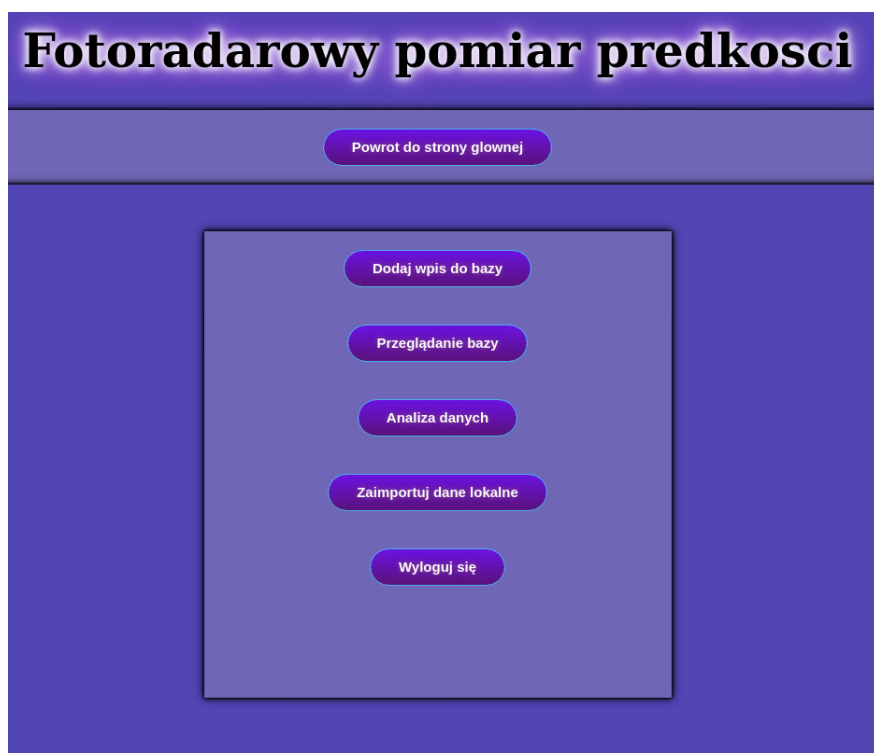 Fotoradarowy pomiar predkosci
Powrot do strony glownej
Dodaj wpis do bazy
Przeglądanie bazy
Analiza danych
Zaimportuj dane lokalne
Wyloguj się